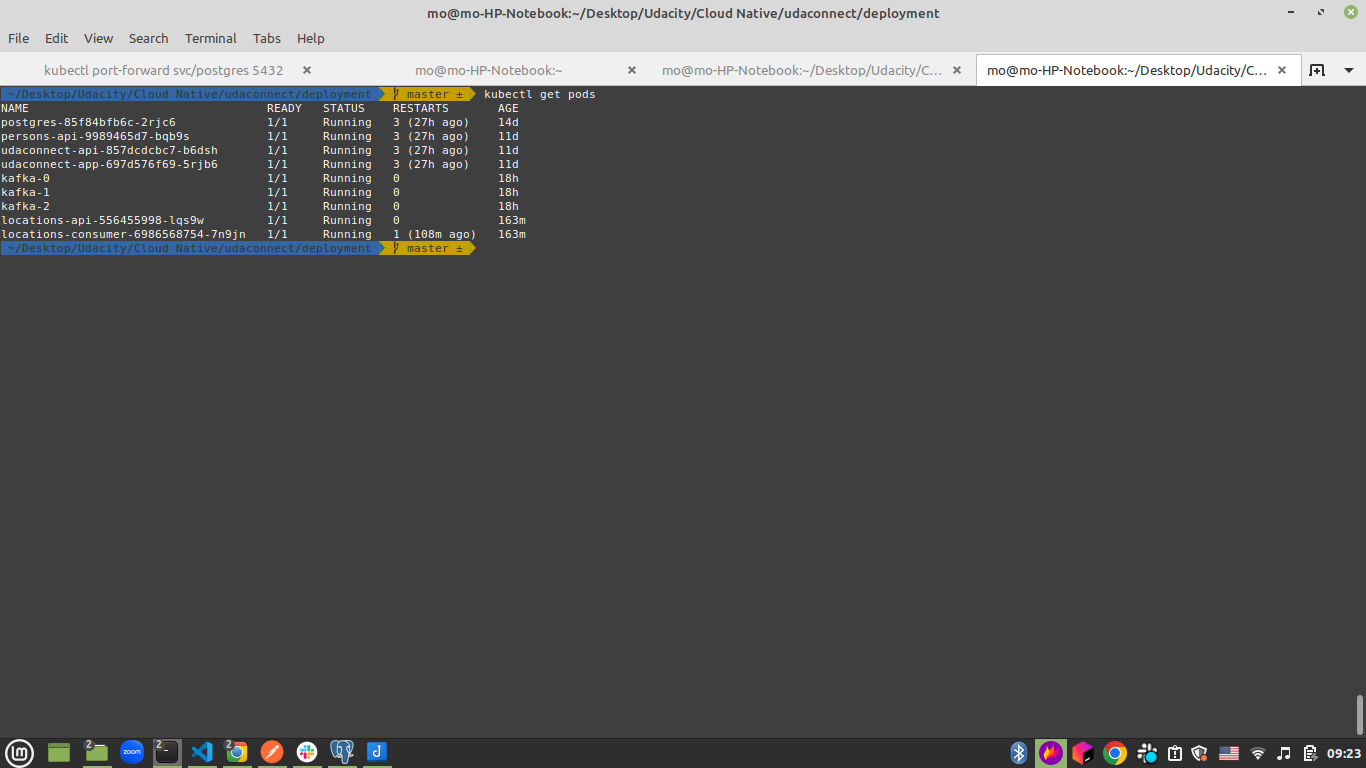 mo@mo-HP-Notebook:~/Desktop/Udacity/Cloud Native/udaconnect/deployment
File Edit View Search Terminal Tabs Help
kubectl port-forward svc/postgres 5432 mo@mo-HP-Notebook:~ mo@mo-HP-Notebook:~/Desktop/Udacity/C... mo@mo-HP-Notebook:~/Desktop/Udacity/C...
~/Desktop/Udacity/Cloud Native/udaconnect/deployment master ± kubectl get pods
NAME READY STATUS RESTARTS AGE
postgres-85f84bfb6c-2rjc6 1/1 Running 3 (27h ago) 14d
persons-api-9989465d7-bqb9s 1/1 Running 3 (27h ago) 11d
udaconnect-api-857dcdcbc7-b6dsh 1/1 Running 3 (27h ago) 11d
udaconnect-app-697d576f69-5rjb6 1/1 Running 3 (27h ago) 11d
kafka-0 1/1 Running 0 18h
kafka-1 1/1 Running 0 18h
kafka-2 1/1 Running 0 18h
locations-api-556455998-lqs9w 1/1 Running 0 163m
locations-consumer-6986568754-7n9jn 1/1 Running 1 (108m ago) 163m
~/Desktop/Udacity/Cloud Native/udaconnect/deployment master ±
2 zoom 2 2 09:23